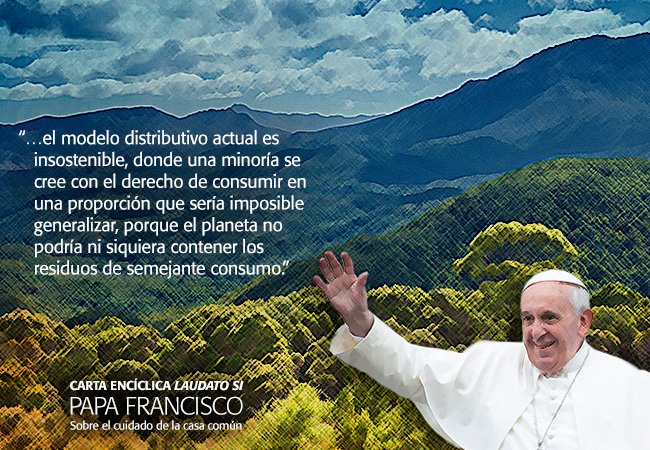 “…el modelo distributivo actual es
insostenible, donde una minoría se
cree con el derecho de consumir en
una proporción que sería imposible
generalizar, porque el planeta no
podría ni siquiera contener los
residuos de semejante consumo.”
CARTA ENCÍCLICA LAUDATO SI
PAPA FRANCISCO
Sobre el cuidado de la casa común